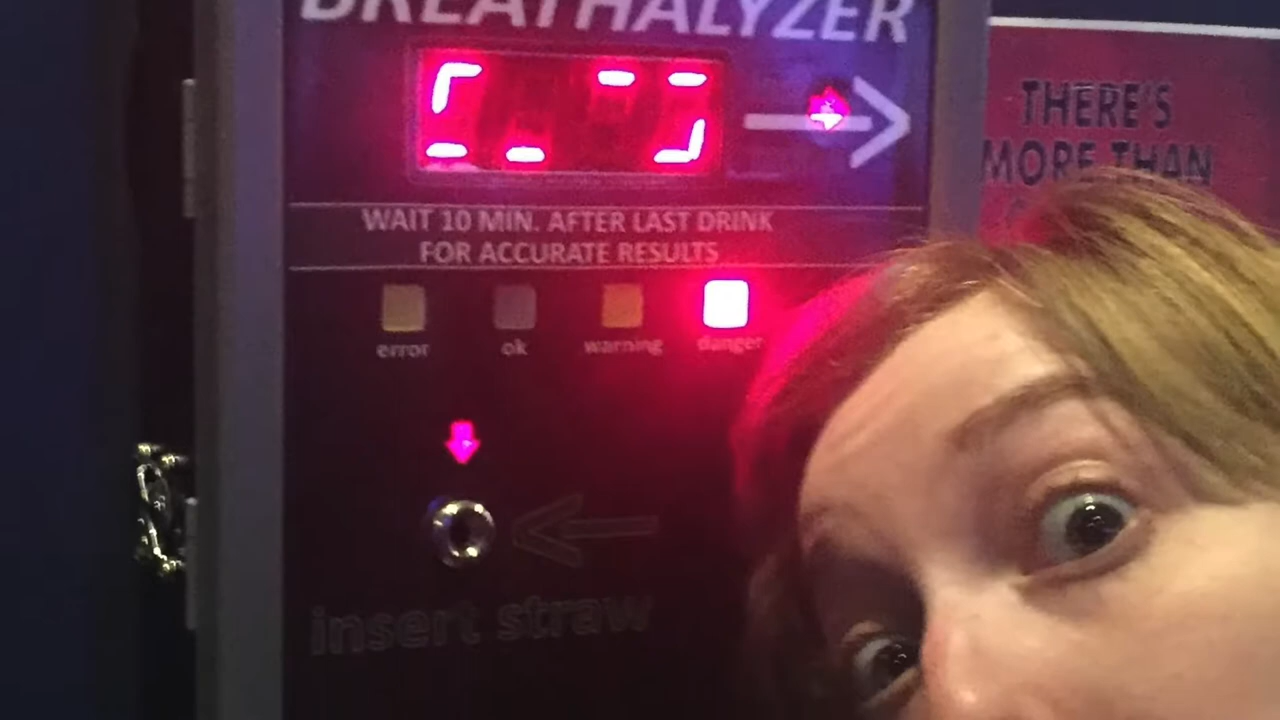 BREATHALYZER
THERE'S
MORE THAN
WAIT 10 MIN. AFTER LAST DRINK
FOR ACCURATE RESULTS
error ok warning danger
insert straw